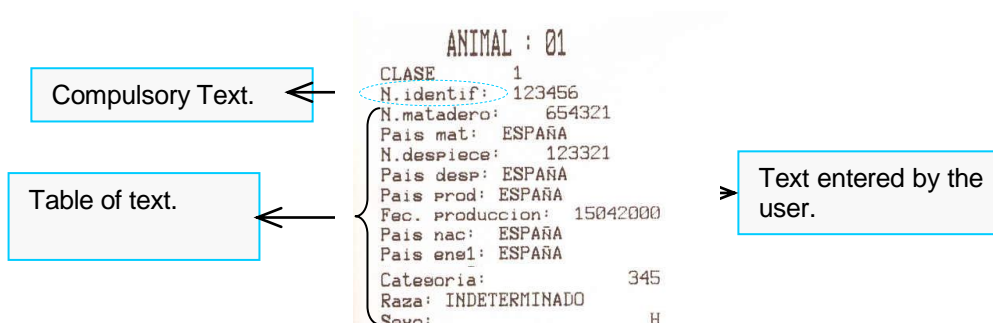 ANIMAL : 01
CLASE 1
N.identif: 123456
N.matadero: 654321
Pais mat: ESPAÑA
N.despiece: 123321
Pais desp: ESPAÑA
Pais prod: ESPAÑA
Fec. produccion: 15042000
Pais nac: ESPAÑA
Pais eng1: ESPAÑA
Categoria: 345
Raza: INDETERMINADO
Sexo: H
Compulsory Text.
Table of text.
Text entered by the
user.